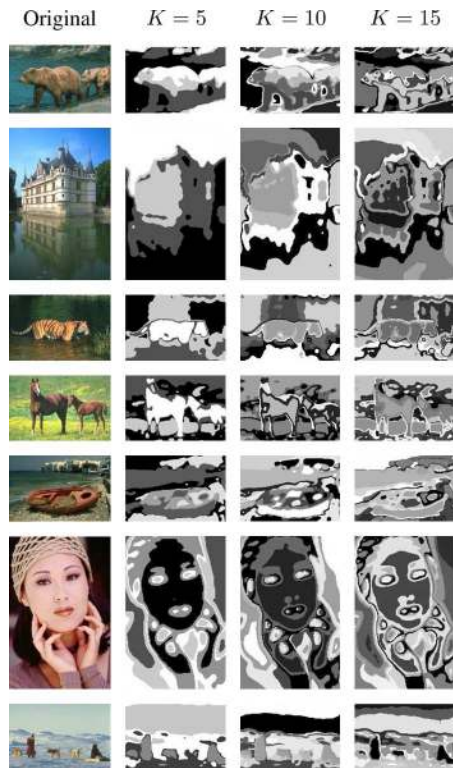 Original K = 5 K = 10 K = 15